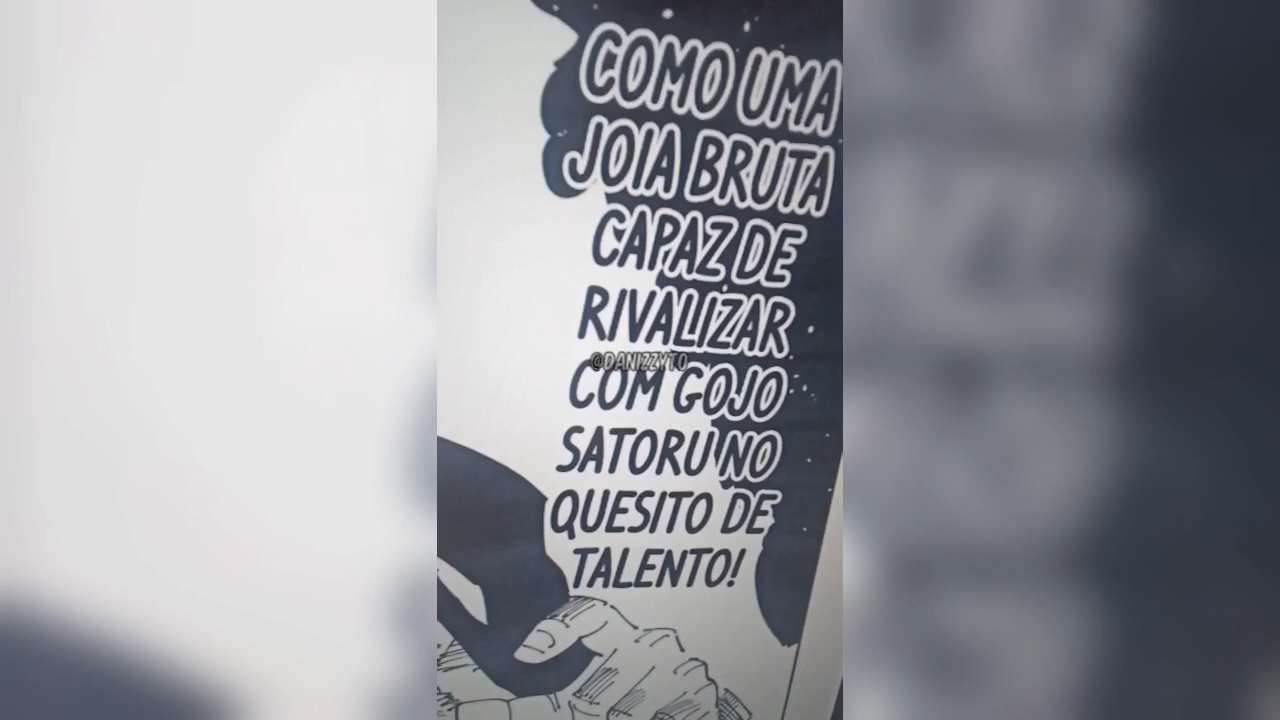 COMO UMA
JOIA BRUTA
CAPAZ DE
RIVALIZAR
@DANIZZYTO
COM GOJO
SATORU NO
QUESITO DE
TALENTO!